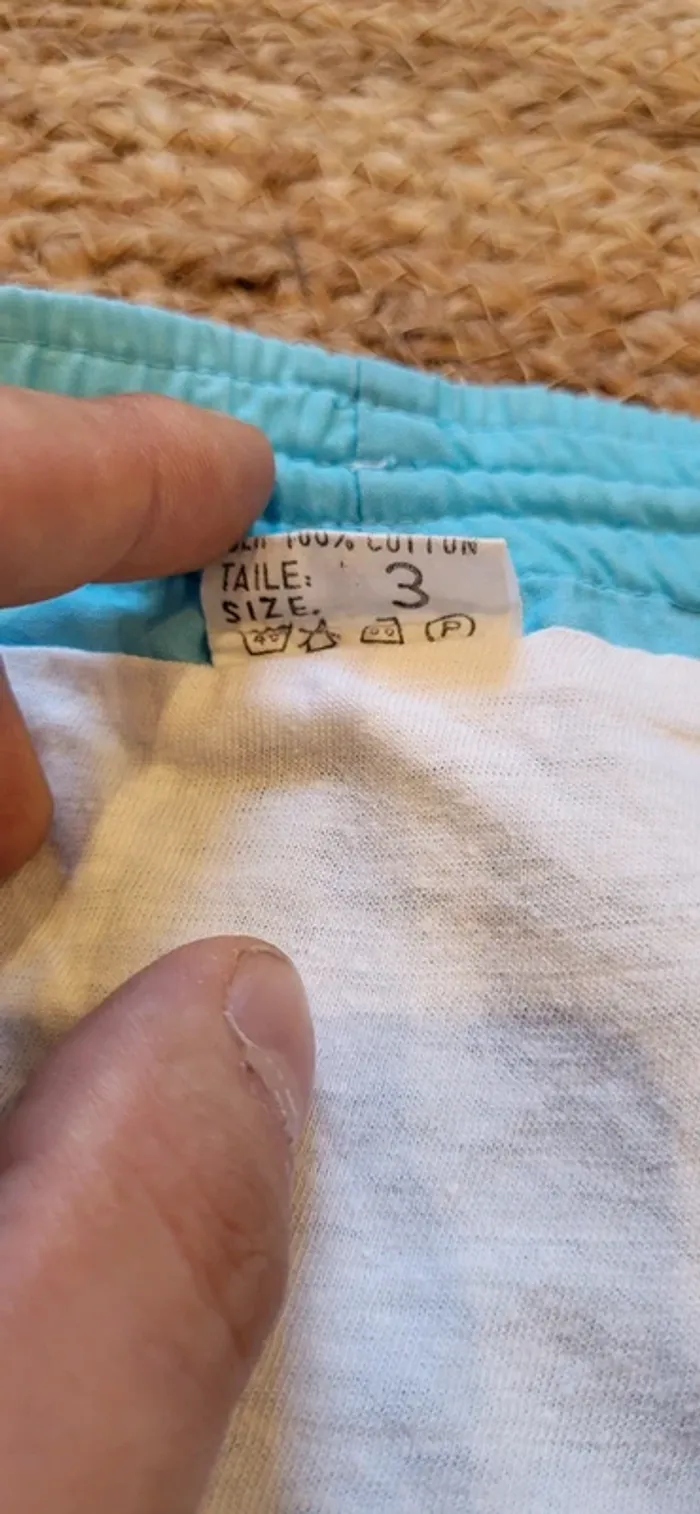 100% COTTON
TAILE: 3
SIZE.
P